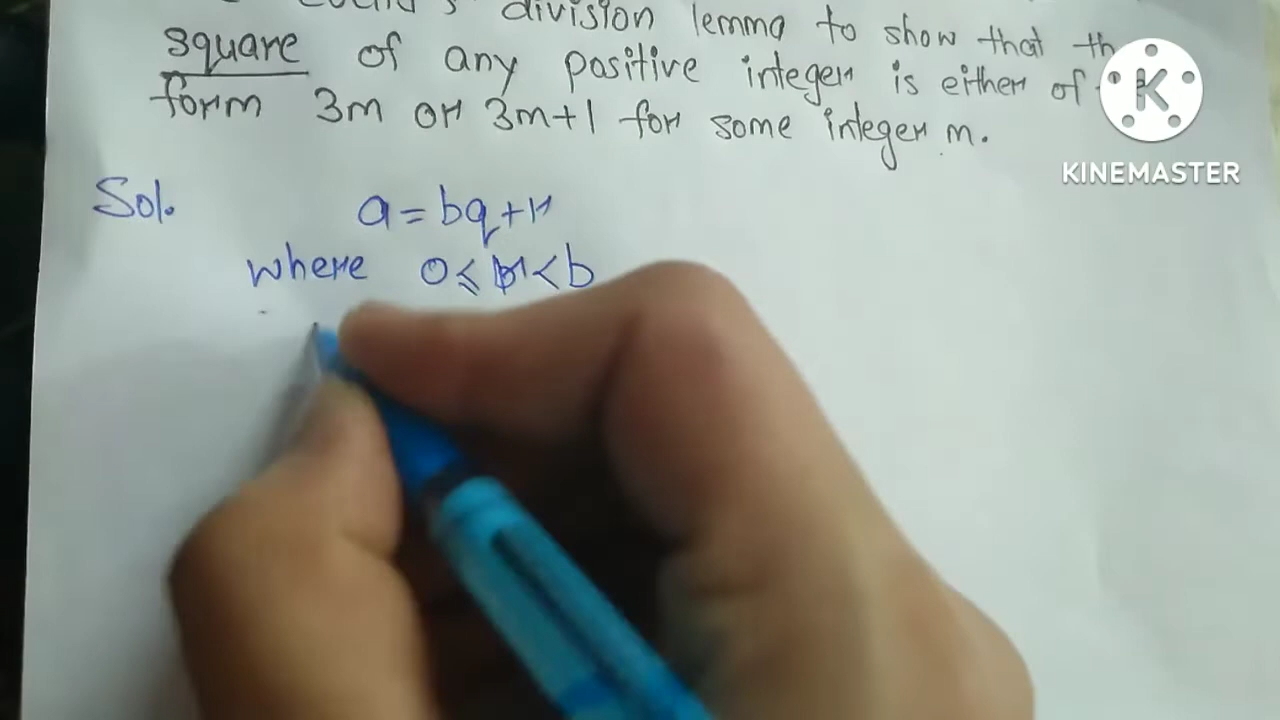 division lemma to show that th
square of any positive integer is either of
form 3m or 3m+1 for some integer m.
K
KINEMASTER
Sol. a=bq+r
where 0≤r<b